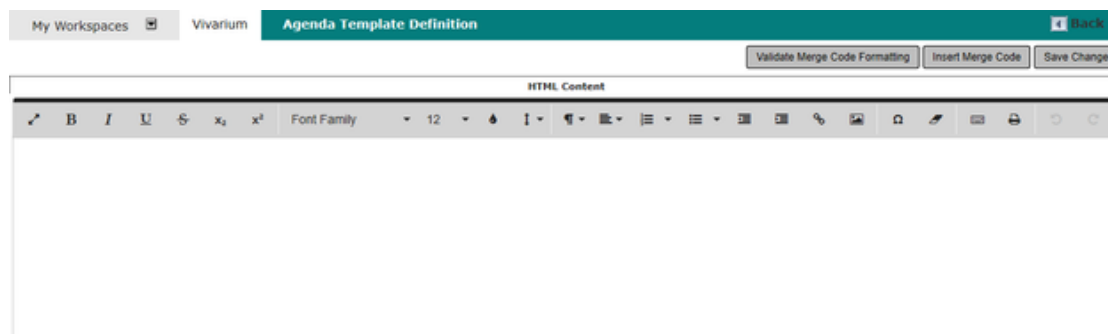 My Workspaces Vivarium Agenda Template Definition Back
Validate Merge Code Formatting Insert Merge Code Save Change
HTML Content
B I U S x₂ x² Font Family 12 ¶ Ω